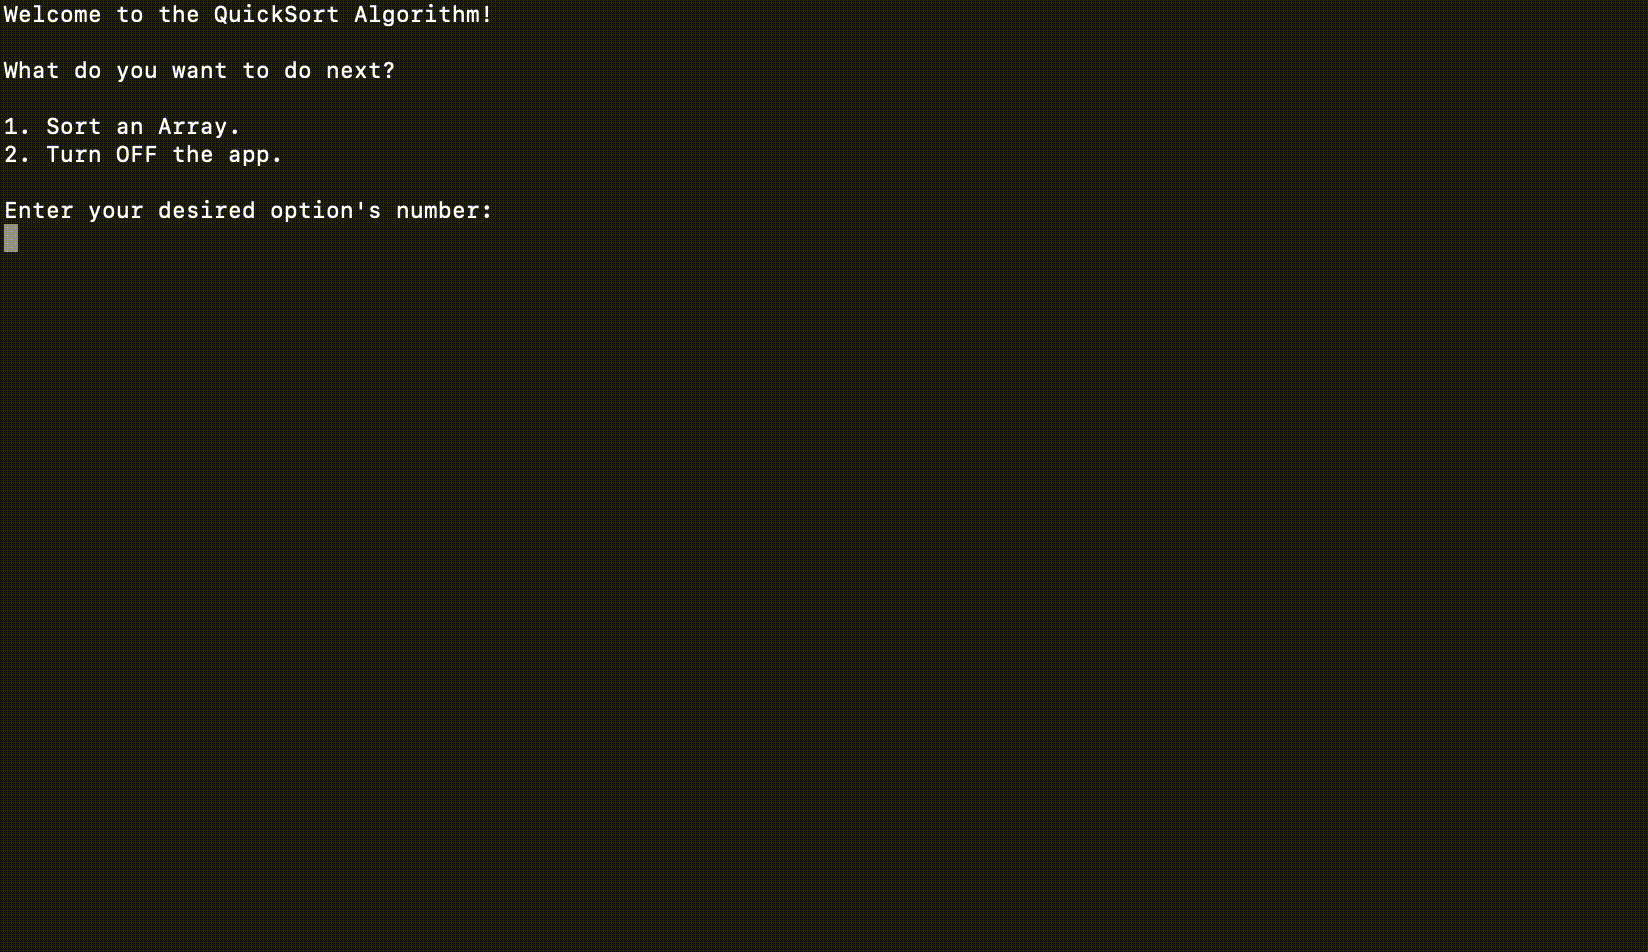 Welcome to the QuickSort Algorithm!
What do you want to do next?
1. Sort an Array.
2. Turn OFF the app.
Enter your desired option's number: